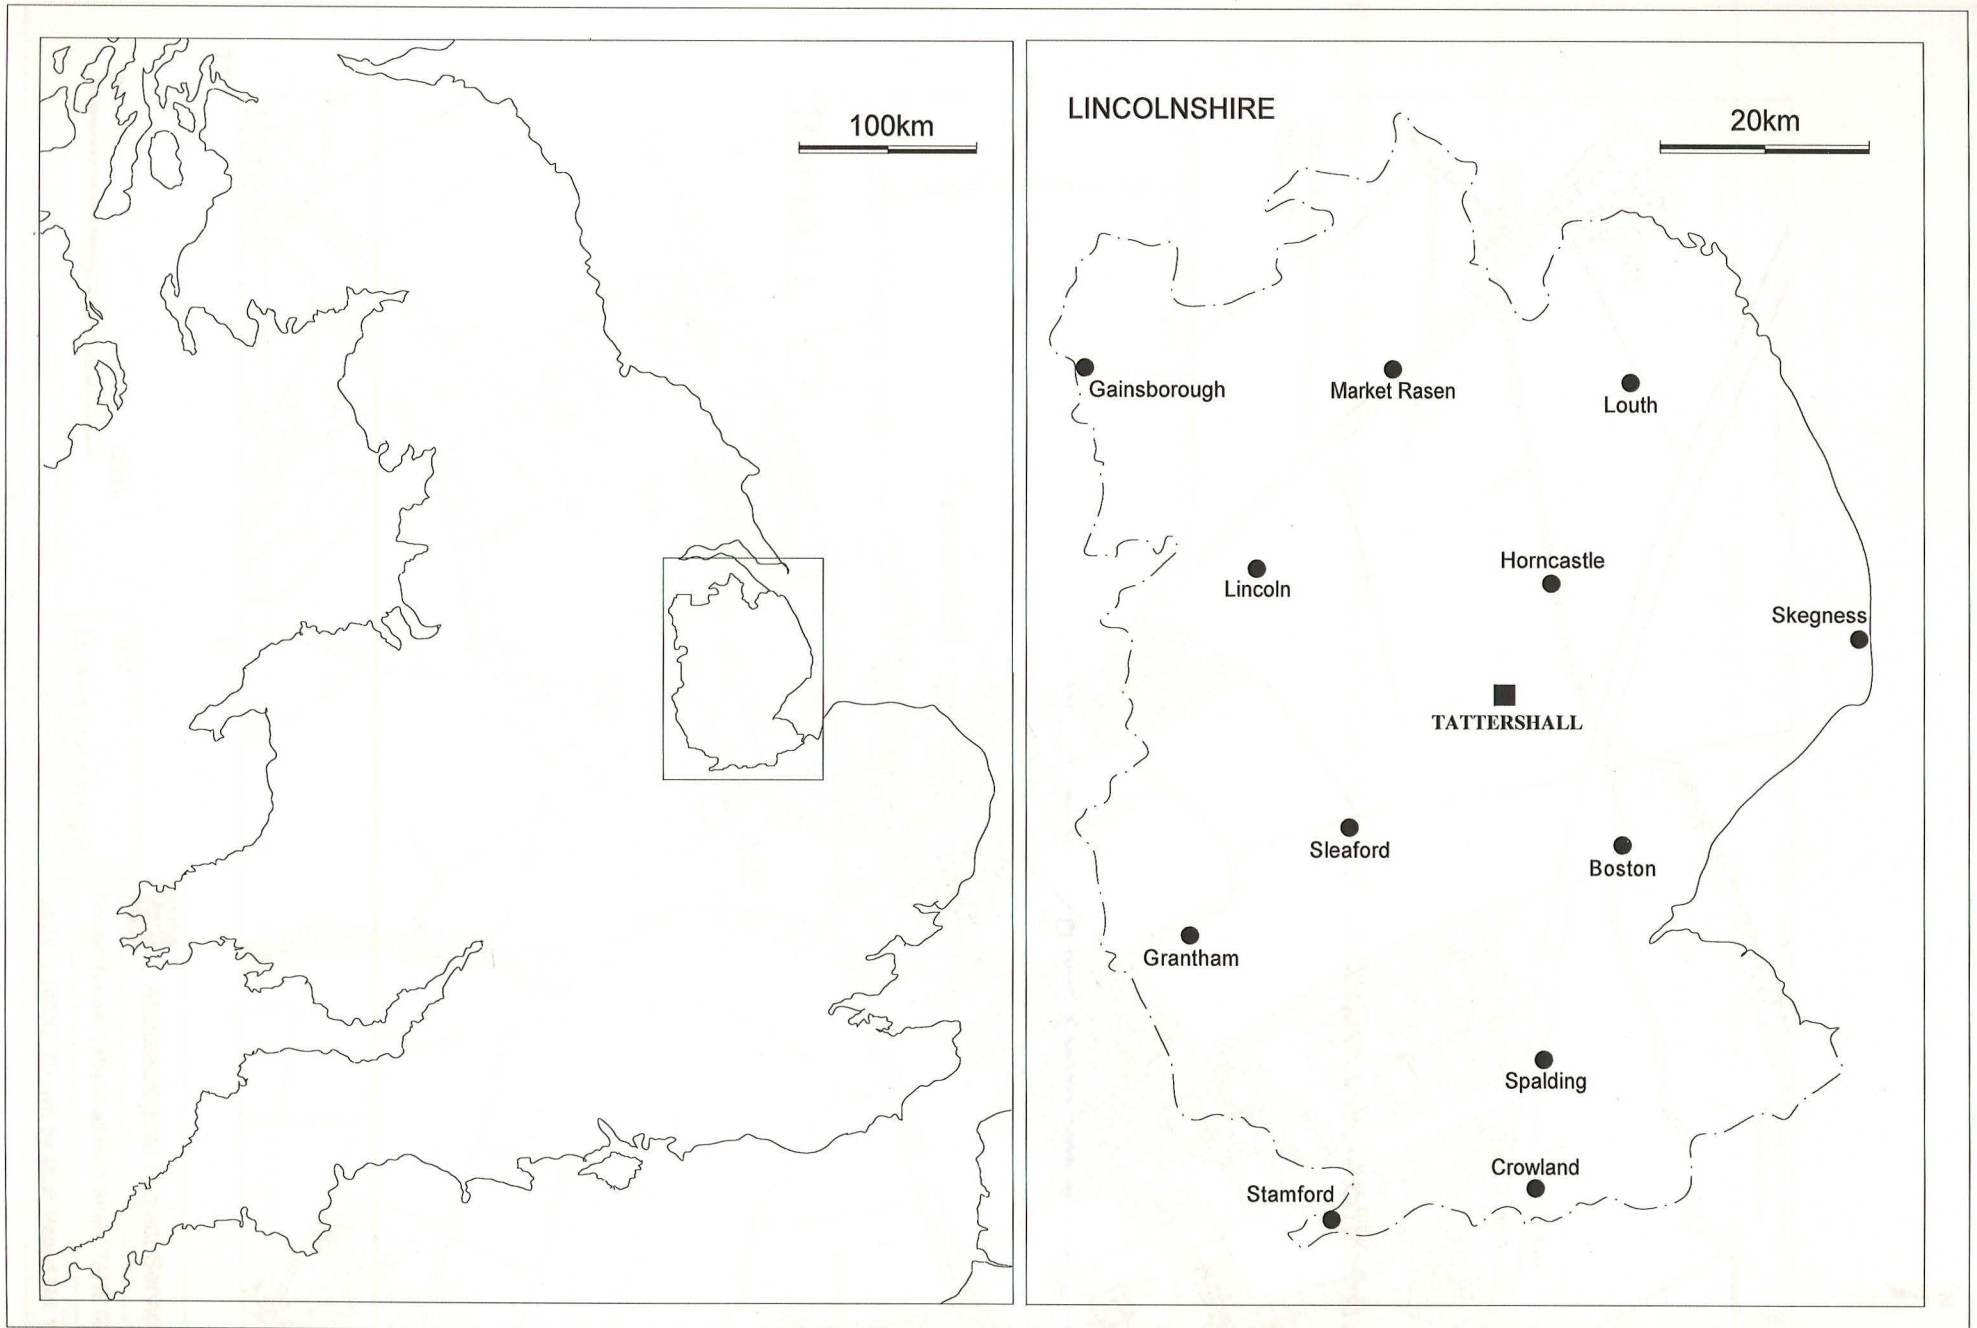 100km
LINCOLNSHIRE
20km
Gainsborough
Market Rasen
Louth
Lincoln
Horncastle
Skegness
TATTERSHALL
Sleaford
Boston
Grantham
Spalding
Crowland
Stamford